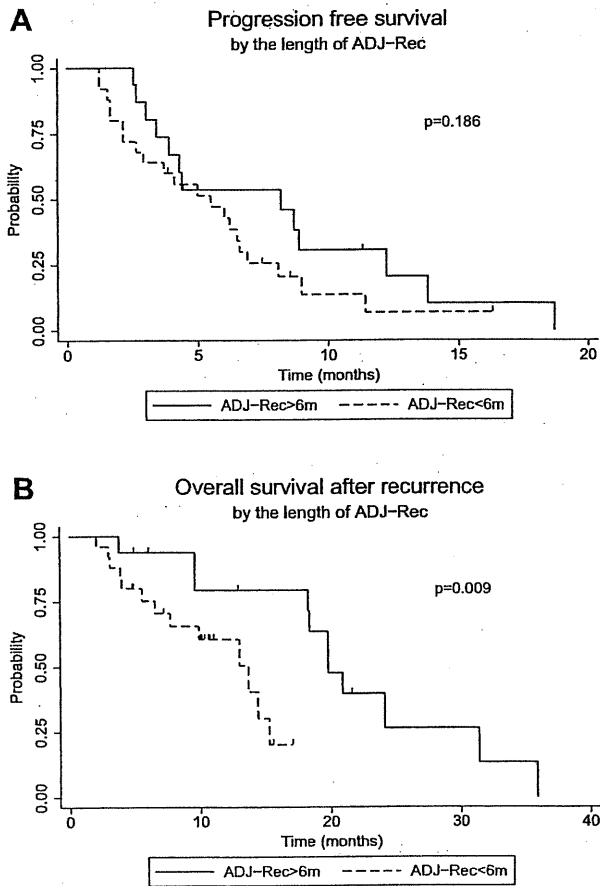 A
Progression free survival
by the length of ADJ-Rec
1.00
0.75
0.50
0.25
0.00
Probability
p=0.186
0 5 10 15 20
Time (months)
ADJ-Rec>6m ADJ-Rec<6m
B
Overall survival after recurrence
by the length of ADJ-Rec
1.00
0.75
0.50
0.25
0.00
Probability
p=0.009
0 10 20 30 40
Time (months)
ADJ-Rec>6m ADJ-Rec<6m